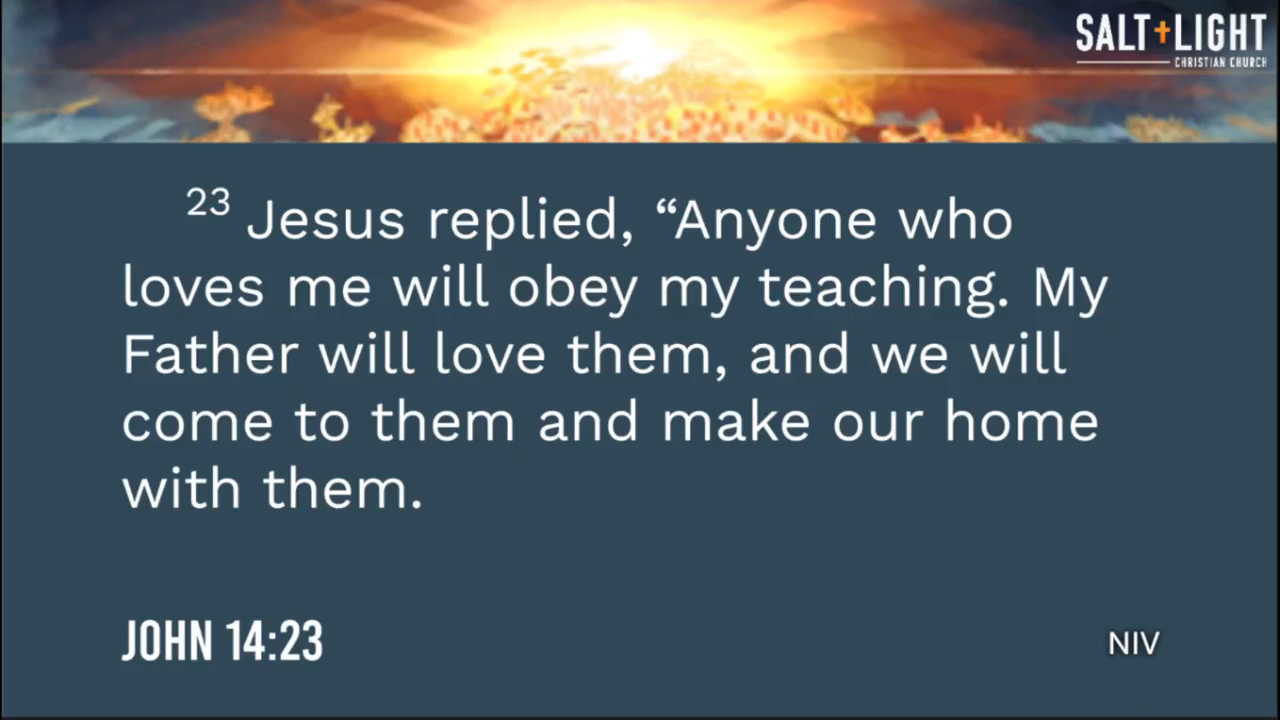 SALT+LIGHT
CHRISTIAN CHURCH
23 Jesus replied, “Anyone who
loves me will obey my teaching. My
Father will love them, and we will
come to them and make our home
with them.
JOHN 14:23
NIV